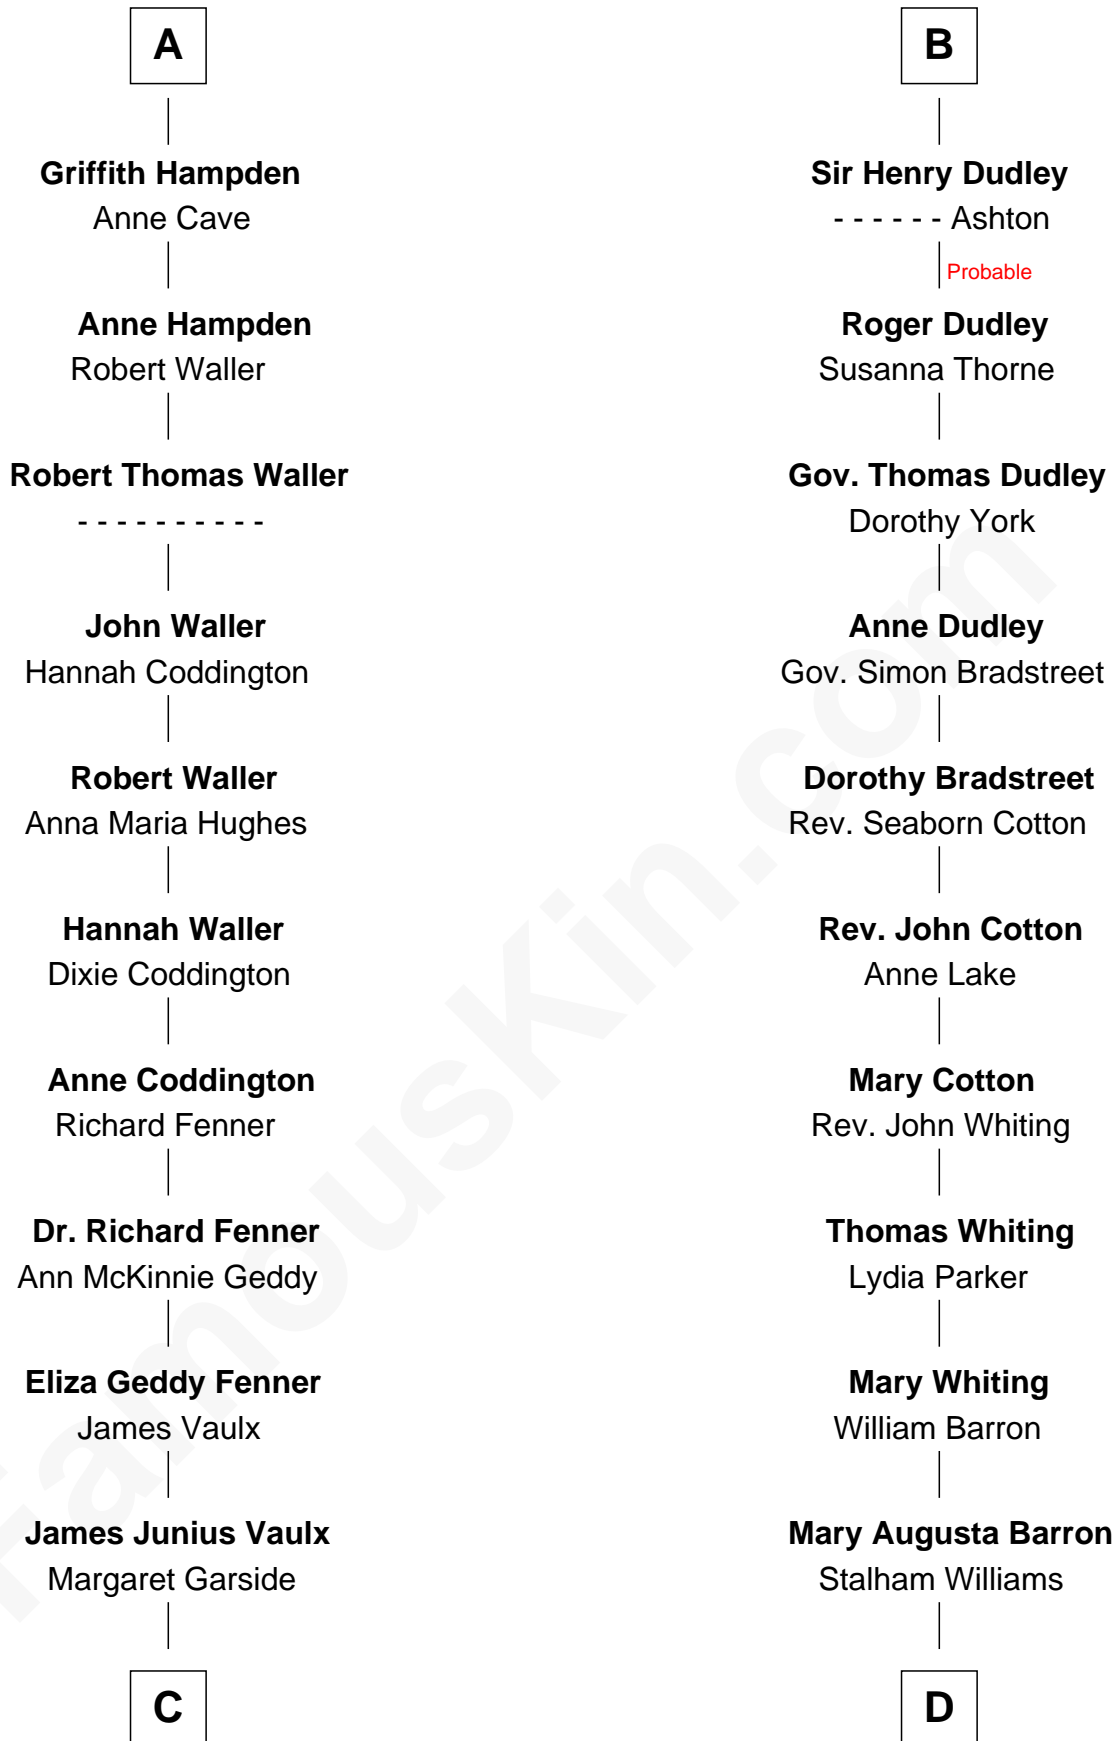 A
Griffith Hampden
Anne Cave
Anne Hampden
Robert Waller
Robert Thomas Waller
- - - - - - - - - -
John Waller
Hannah Coddington
Robert Waller
Anna Maria Hughes
Hannah Waller
Dixie Coddington
Anne Coddington
Richard Fenner
Dr. Richard Fenner
Ann McKinnie Geddy
Eliza Geddy Fenner
James Vaulx
James Junius Vaulx
Margaret Garside
C
B
Sir Henry Dudley
- - - - - - Ashton
Probable
Roger Dudley
Susanna Thorne
Gov. Thomas Dudley
Dorothy York
Anne Dudley
Gov. Simon Bradstreet
Dorothy Bradstreet
Rev. Seaborn Cotton
Rev. John Cotton
Anne Lake
Mary Cotton
Rev. John Whiting
Thomas Whiting
Lydia Parker
Mary Whiting
William Barron
Mary Augusta Barron
Stalham Williams
D
FamousKin.com